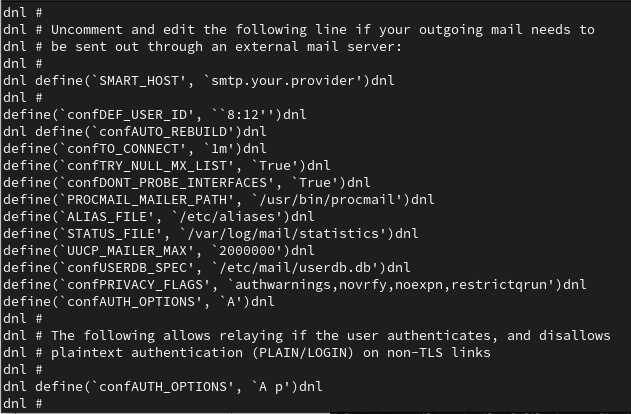 dnl #
dnl # Uncomment and edit the following line if your outgoing mail needs to
dnl # be sent out through an external mail server:
dnl #
dnl define(`SMART_HOST', `smtp.your.provider')dnl
dnl #
define(`confDEF_USER_ID', ``8:12'')dnl
dnl define(`confAUTO_REBUILD')dnl
define(`confTO_CONNECT', `1m')dnl
define(`confTRY_NULL_MX_LIST', `True')dnl
define(`confDONT_PROBE_INTERFACES', `True')dnl
define(`PROCMAIL_MAILER_PATH', `/usr/bin/procmail')dnl
define(`ALIAS_FILE', `/etc/aliases')dnl
define(`STATUS_FILE', `/var/log/mail/statistics')dnl
define(`UUCP_MAILER_MAX', `2000000')dnl
define(`confUSERDB_SPEC', `/etc/mail/userdb.db')dnl
define(`confPRIVACY_FLAGS', `authwarnings,novrfy,noexpn,restrictqrun')dnl
define(`confAUTH_OPTIONS', `A')dnl
dnl #
dnl # The following allows relaying if the user authenticates, and disallows
dnl # plaintext authentication (PLAIN/LOGIN) on non-TLS links
dnl #
dnl define(`confAUTH_OPTIONS', `A p')dnl
dnl #